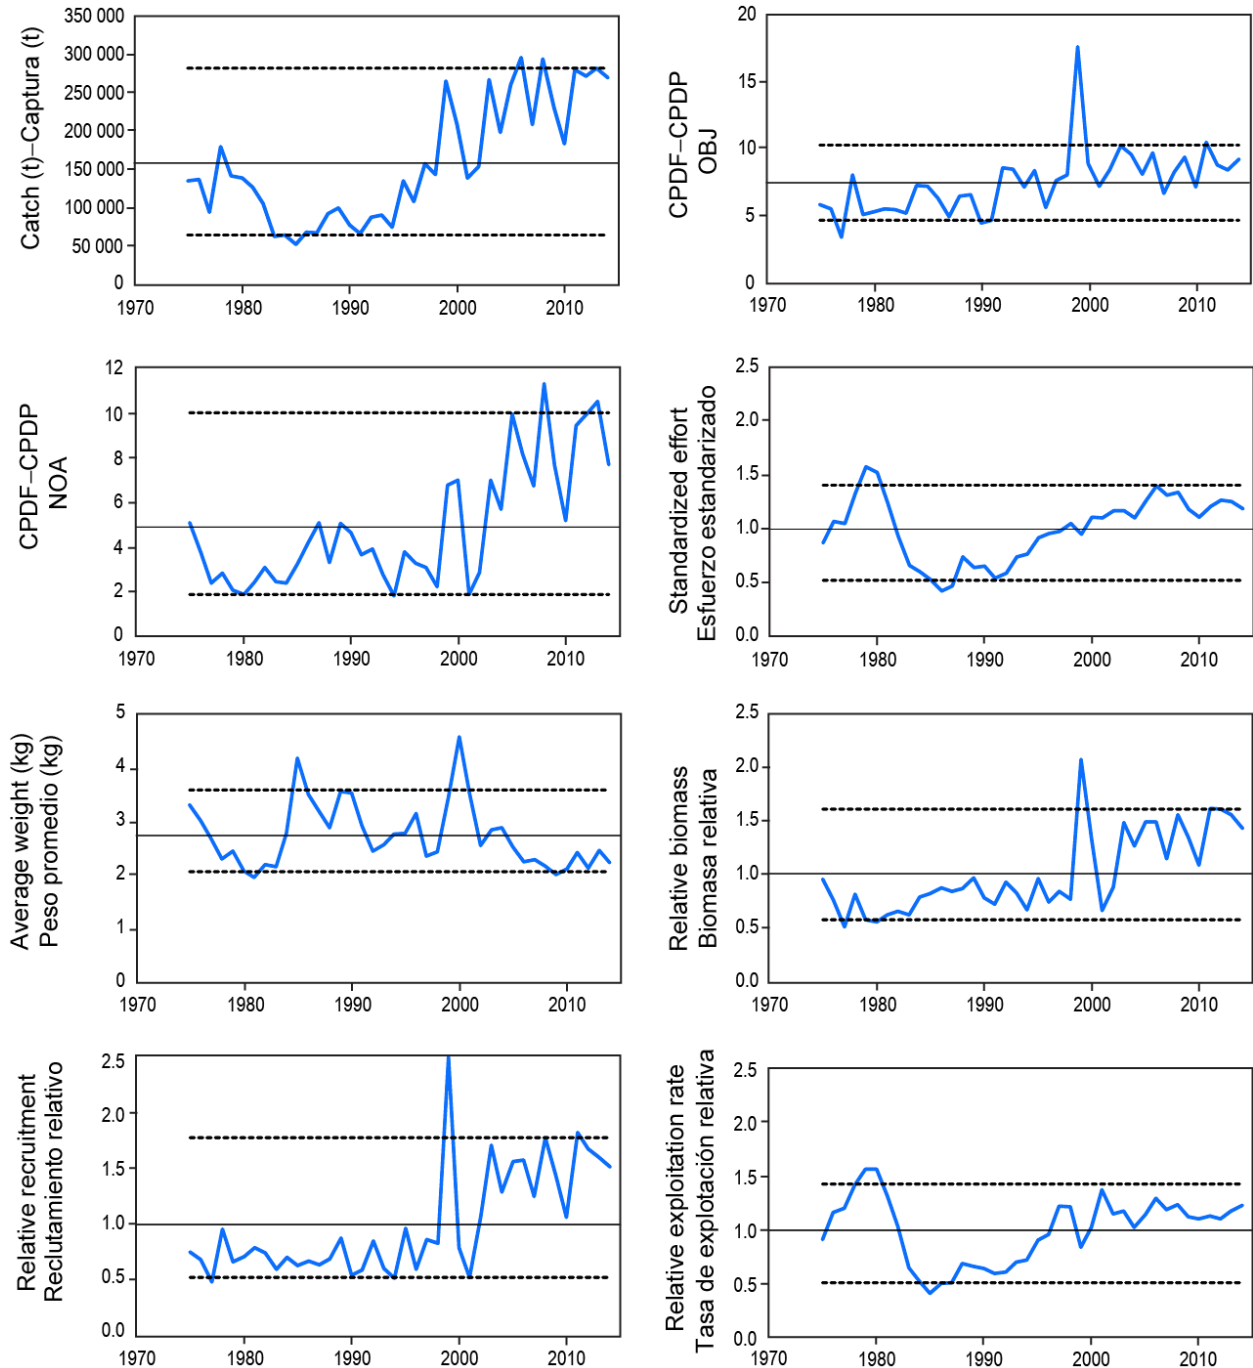 Catch (t)–Captura (t)
350 000
300 000
250 000
200 000
150 000
100 000
50 000
0
1970 1980 1990 2000 2010
CPDF–CPDP
OBJ
20
15
10
5
0
1970 1980 1990 2000 2010
CPDF–CPDP
NOA
12
10
8
6
4
2
0
1970 1980 1990 2000 2010
Standardized effort
Esfuerzo estandarizado
2.5
2.0
1.5
1.0
0.5
0.0
1970 1980 1990 2000 2010
Average weight (kg)
Peso promedio (kg)
5
4
3
2
1
0
1970 1980 1990 2000 2010
Relative biomass
Biomasa relativa
2.5
2.0
1.5
1.0
0.5
0.0
1970 1980 1990 2000 2010
Relative recruitment
Reclutamiento relativo
2.5
2.0
1.5
1.0
0.5
0.0
1970 1980 1990 2000 2010
Relative exploitation rate
Tasa de explotación relativa
2.5
2.0
1.5
1.0
0.5
0.0
1970 1980 1990 2000 2010